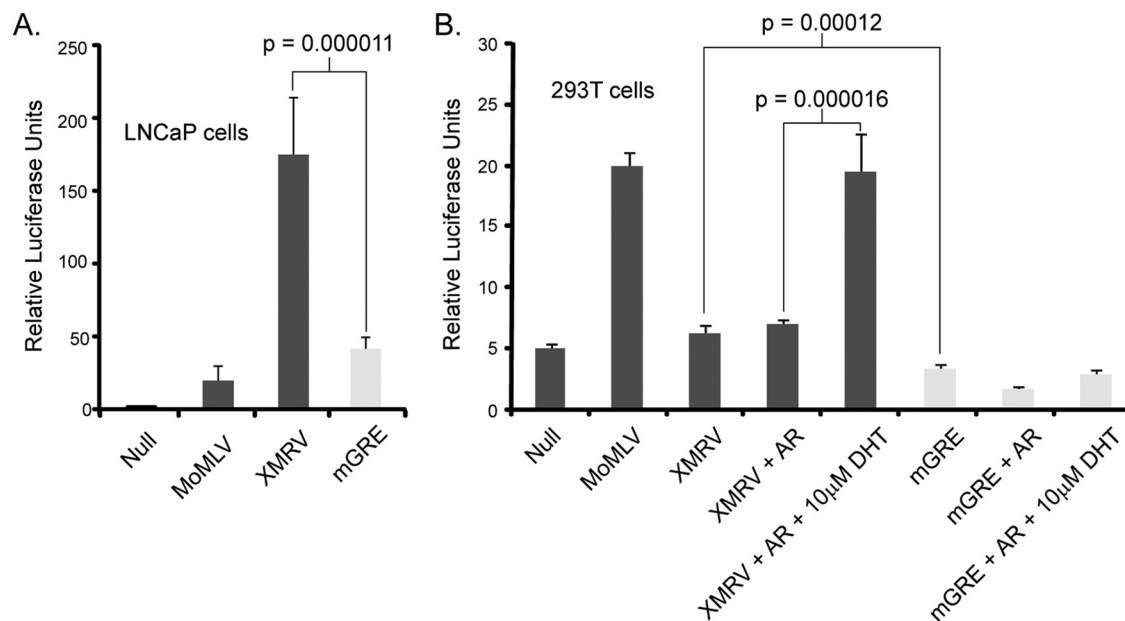 A.
250
200
150
100
50
0
Relative Luciferase Units
LNCaP cells
p = 0.000011
Null
MoMLV
XMRV
mGRE
B.
30
25
20
15
10
5
0
Relative Luciferase Units
293T cells
p = 0.00012
p = 0.000016
Null
MoMLV
XMRV
XMRV + AR
XMRV + AR + 10µM DHT
mGRE
mGRE + AR
mGRE + AR + 10µM DHT